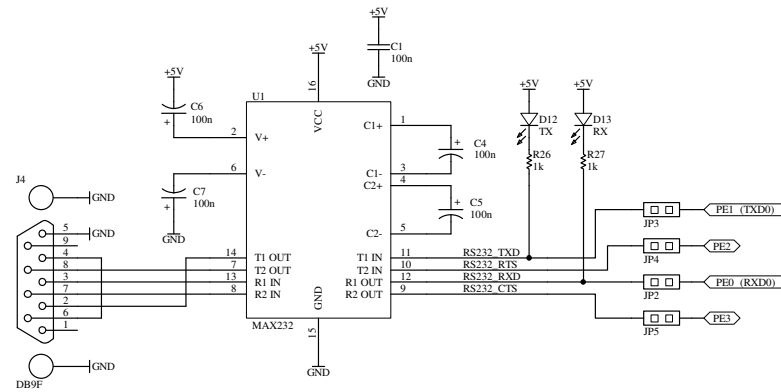 +5V
C1
100n
GND
+5V
+5V
C6
100n
U1
16
VCC
2
V+
6
V-
C7
100n
GND
C1+
1
C1-
3
C2+
4
C2-
5
C4
100n
C5
100n
+5V
+5V
D12
TX
D13
RX
R26
1k
R27
1k
J4
GND
5
9
4
8
3
7
2
6
1
GND
DB9F
GND
14
T1 OUT
7
T2 OUT
13
R1 IN
8
R2 IN
T1 IN
11
RS232_TXD
T2 IN
10
RS232_RTS
R1 OUT
12
RS232_RXD
R2 OUT
9
RS232_CTS
GND
15
MAX232
GND
JP3
PE1 (TXD0)
JP4
PE2
JP2
PE0 (RXD0)
JP5
PE3